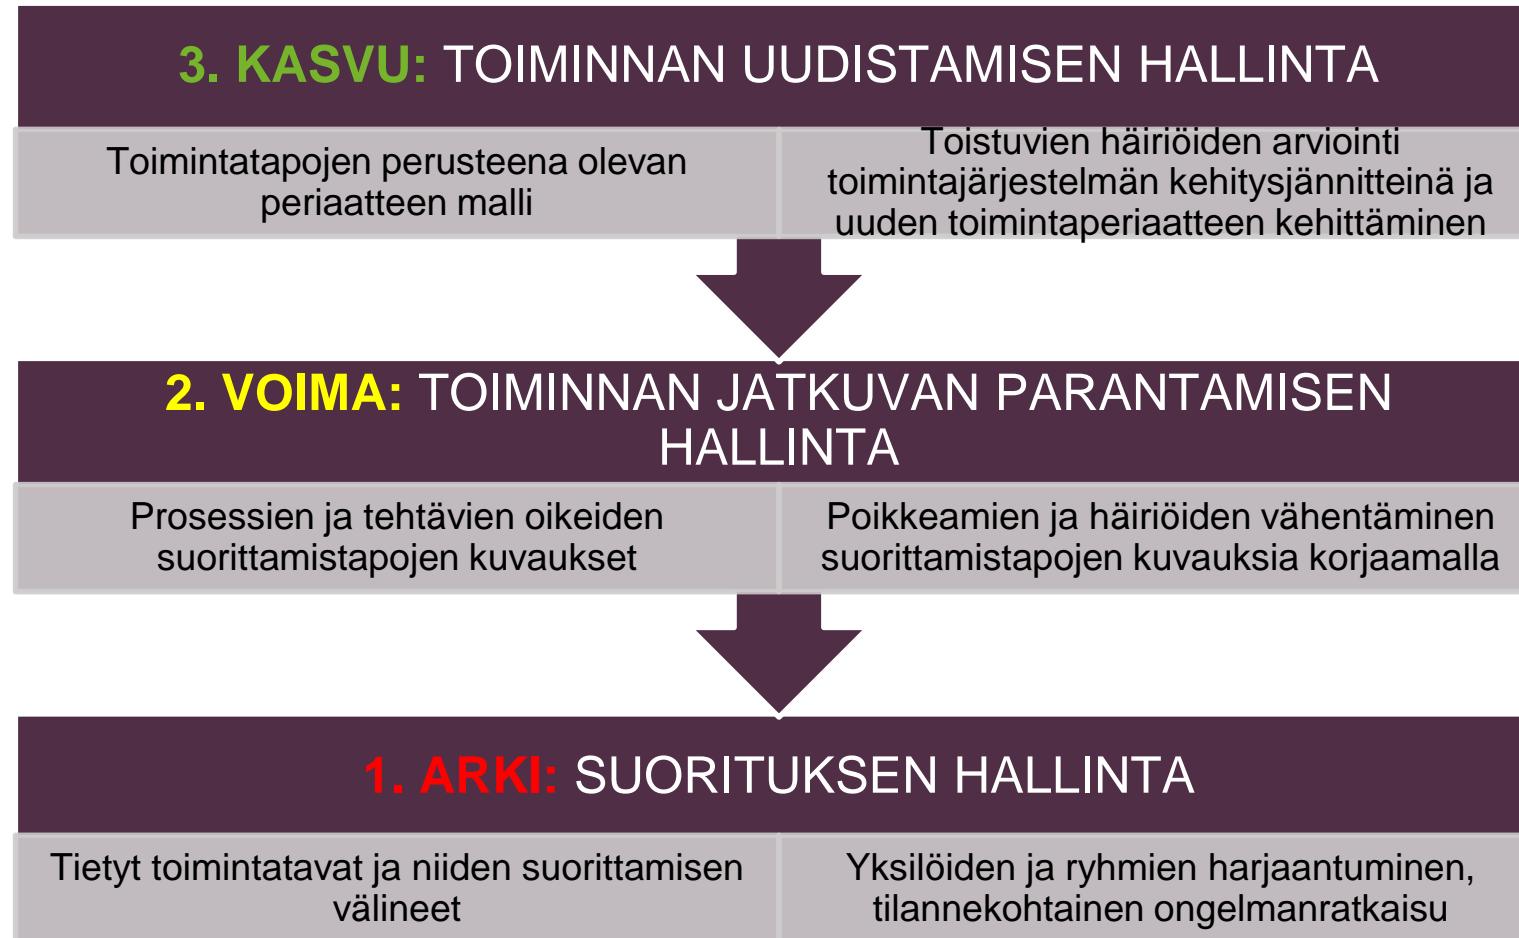 3. KASVU: TOIMINNAN UUDISTAMISEN HALLINTA
Toimintatapojen perusteena olevan
periaatteen malli
Toistuvien häiriöiden arviointi
toimintajärjestelmän kehitysjännitteinä ja
uuden toimintaperiaatteen kehittäminen
2. VOIMA: TOIMINNAN JATKUVAN PARANTAMISEN
HALLINTA
Prosessien ja tehtävien oikeiden
suorittamistapojen kuvaukset
Poikkeamien ja häiriöiden vähentäminen
suorittamistapojen kuvauksia korjaamalla
1. ARKI: SUORITUKSEN HALLINTA
Tietyt toimintatavat ja niiden suorittamisen
välineet
Yksilöiden ja ryhmien harjaantuminen,
tilannekohtainen ongelmanratkaisu